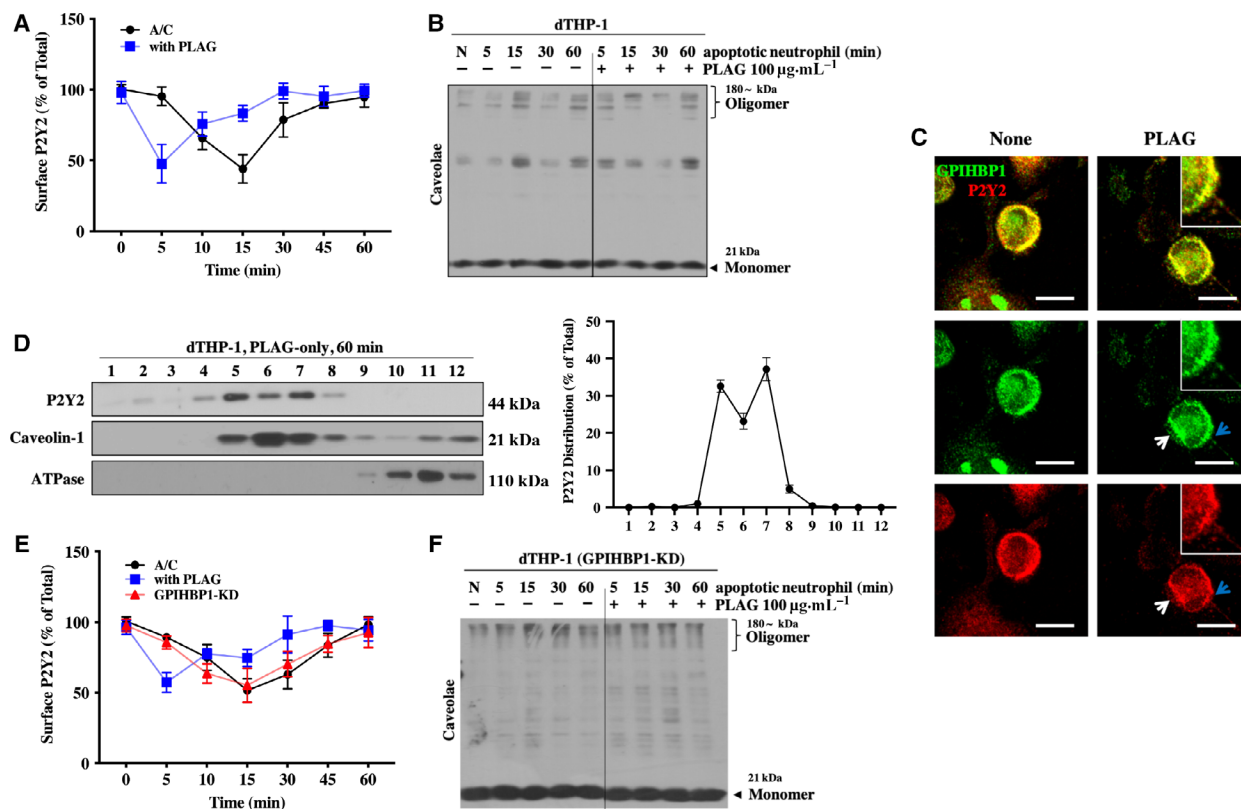 A
A/C
with PLAG
150
100
50
0
Surface P2Y2 (% of Total)
0 5 10 15 30 45 60
Time (min)
B
dTHP-1
N 5 15 30 60 5 15 30 60 apoptotic neutrophil (min)
– – – – – + + + + PLAG 100 µg·mL⁻¹
180~ kDa
Oligomer
Caveolae
21 kDa
Monomer
C
None PLAG
GPIHBP1
P2Y2
D
dTHP-1, PLAG-only, 60 min
1 2 3 4 5 6 7 8 9 10 11 12
P2Y2 44 kDa
Caveolin-1 21 kDa
ATPase 110 kDa
50
40
30
20
10
0
P2Y2 Distribution (% of Total)
1 2 3 4 5 6 7 8 9 10 11 12
E
A/C
with PLAG
GPIHBP1-KD
150
100
50
0
Surface P2Y2 (% of Total)
0 5 10 15 30 45 60
Time (min)
F
dTHP-1 (GPIHBP1-KD)
N 5 15 30 60 5 15 30 60 apoptotic neutrophil (min)
– – – – – + + + + PLAG 100 µg·mL⁻¹
180~ kDa
Oligomer
Caveolae
21 kDa
Monomer